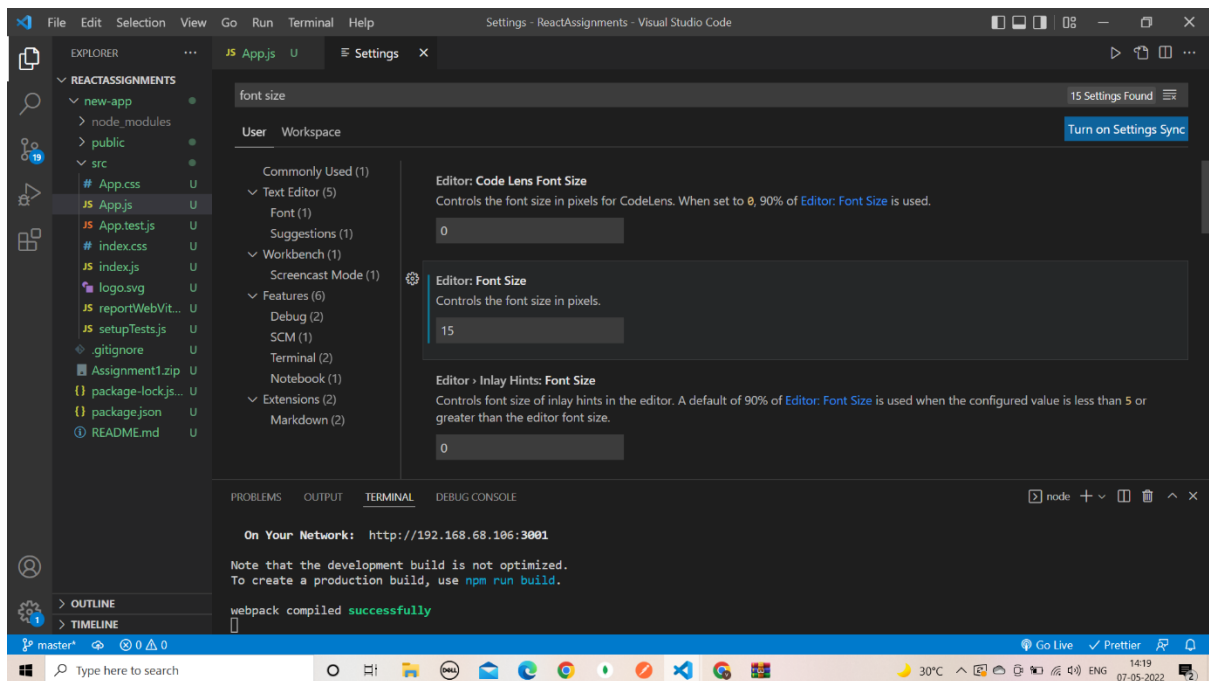 File Edit Selection View Go Run Terminal Help
Settings - ReactAssignments - Visual Studio Code
EXPLORER
JS App.js U
Settings
REACTASSIGNMENTS
new-app
node_modules
public
src
# App.css U
JS App.js U
JS App.test.js U
# index.css U
JS index.js U
logo.svg U
JS reportWebVit... U
JS setupTests.js U
.gitignore U
Assignment1.zip U
{} package-lock.js... U
{} package.json U
README.md U
OUTLINE
TIMELINE
19
1
font size
15 Settings Found
User Workspace
Turn on Settings Sync
Commonly Used (1)
Text Editor (5)
Font (1)
Suggestions (1)
Workbench (1)
Screencast Mode (1)
Features (6)
Debug (2)
SCM (1)
Terminal (2)
Notebook (1)
Extensions (2)
Markdown (2)
Editor: Code Lens Font Size
Controls the font size in pixels for CodeLens. When set to 0, 90% of Editor: Font Size is used.
0
Editor: Font Size
Controls the font size in pixels.
15
Editor › Inlay Hints: Font Size
Controls font size of inlay hints in the editor. A default of 90% of Editor: Font Size is used when the configured value is less than 5 or
greater than the editor font size.
0
PROBLEMS OUTPUT TERMINAL DEBUG CONSOLE
node
On Your Network: http://192.168.68.106:3001
Note that the development build is not optimized.
To create a production build, use npm run build.
webpack compiled successfully
master* 0 0
Go Live Prettier
Type here to search
DELL
30°C
ENG
14:19
07-05-2022
2